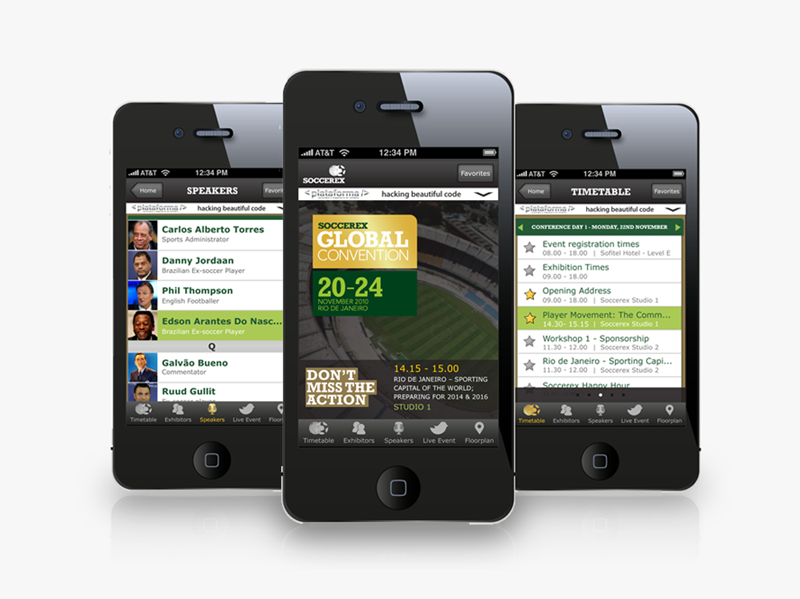 AT&T 12:34 PM
Home SPEAKERS Favorit
<plataforma/> hacking beautiful code
Carlos Alberto Torres
Sports Administrator
Danny Jordaan
Brazilian Ex-soccer Player
Phil Thompson
English Footballer
Edson Arantes Do Nasc...
Brazilian Ex-soccer Player
Q
Galvão Bueno
Commentator
Ruud Gullit
Ex-soccer player
Timetable Exhibitors Speakers Live Event Floo
AT&T 12:34 PM
SOCCEREX Favorites
<plataforma/> hacking beautiful code
SOCCEREX
GLOBAL
CONVENTION
20-24
NOVEMBER 2010
RIO DE JANEIRO
DON'T
MISS THE
ACTION
14.15 - 15.00
RIO DE JANEIRO – SPORTING
CAPITAL OF THE WORLD;
PREPARING FOR 2014 & 2016
STUDIO 1
Timetable Exhibitors Speakers Live Event Floorplan
AT&T 12:34 PM
Home TIMETABLE Favorites
<plataforma/> hacking beautiful code
CONFERENCE DAY 1 - MONDAY, 22ND NOVEMBER
Event registration times
08.00 - 18.00 | Sofitel Hotel - Level E
Exhibition Times
09.00 - 18.00
Opening Address
09.00 - 18.00 | Soccerex Studio 1
Player Movement: The Comm...
14.30- 15.15 | Soccerex Studio 1
Workshop 1 - Sponsorship
11.30 - 12.00 | Soccerex Studio 2
Rio de Janeiro - Sporting Capi...
11.30 - 12.00 | Soccerex Studio 2
Soccerex Happy Hour
Timetable Exhibitors Speakers Live Event Floorplan